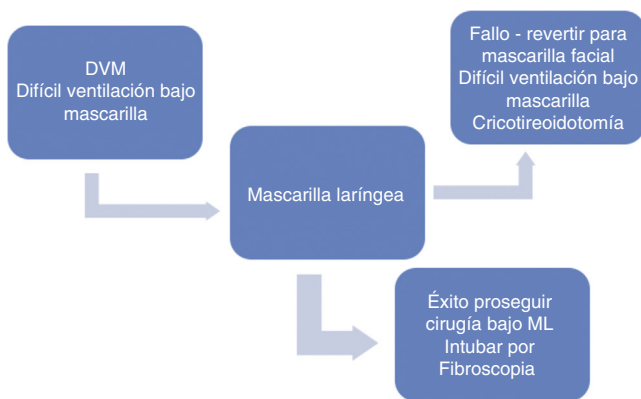 DVM
Difícil ventilación bajo
mascarilla
Mascarilla laríngea
Fallo - revertir para
mascarilla facial
Difícil ventilación bajo
mascarilla
Cricotireoidotomía
Éxito proseguir
cirugía bajo ML
Intubar por
Fibroscopia